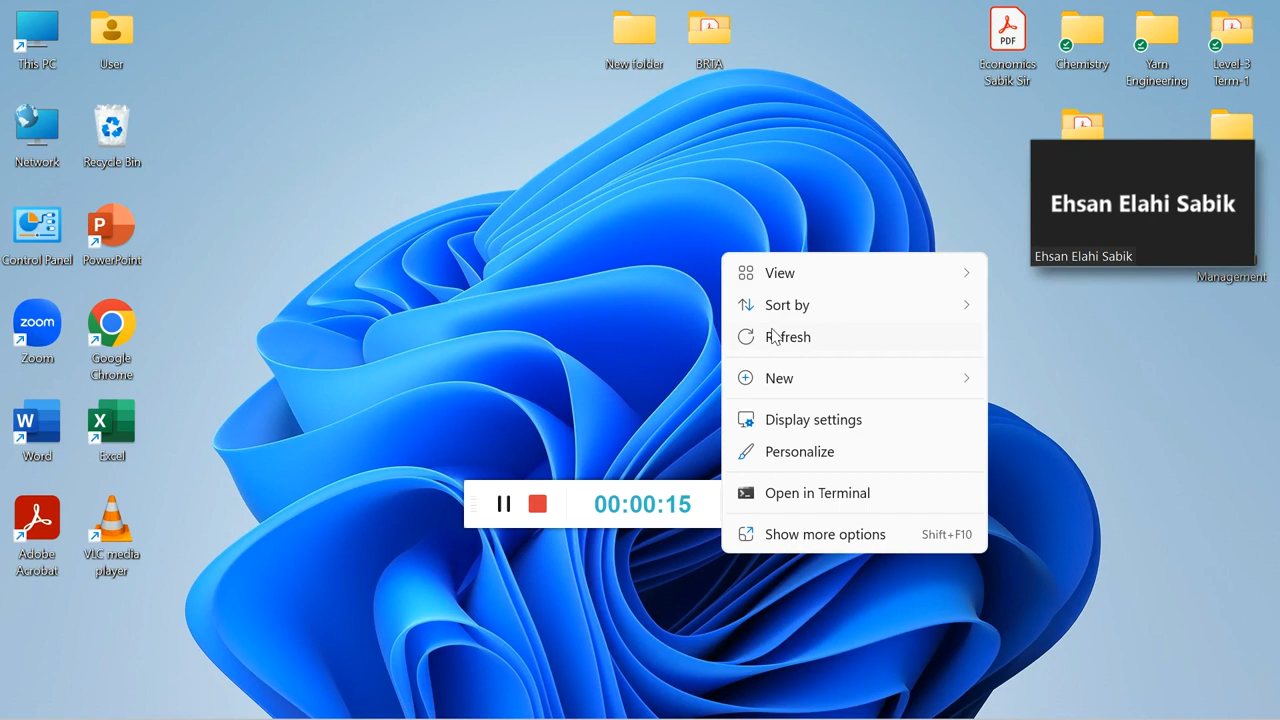 This PC
User
New folder
BRTA
PDF
Economics
Sabik Sir
Chemistry
Yarn
Engineering
Level-3
Term-1
Network
Recycle Bin
Ehsan Elahi Sabik
Ehsan Elahi Sabik
Management
Control Panel
P
PowerPoint
zoom
Zoom
Google
Chrome
W
Word
X
Excel
Adobe
Acrobat
VLC media
player
View
Sort by
Refresh
New
Display settings
Personalize
Open in Terminal
Show more options Shift+F10
00:00:15